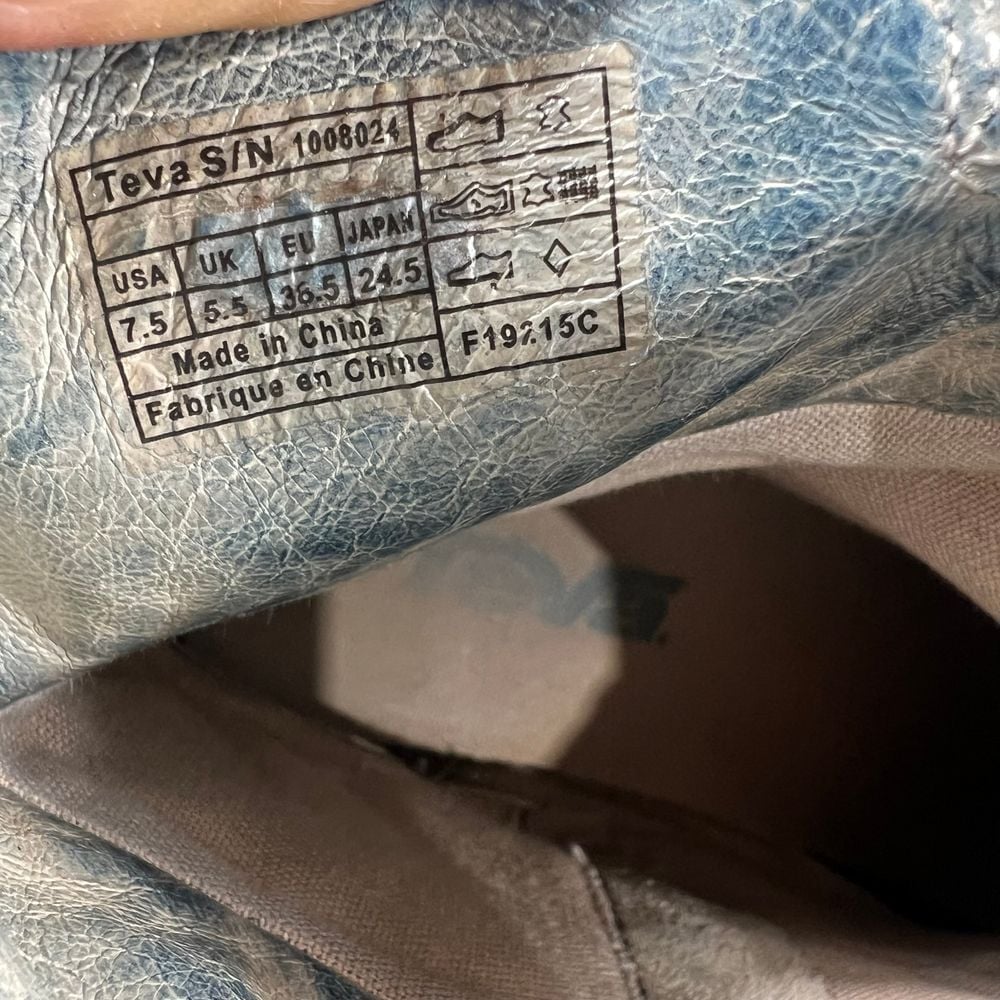 Teva S/N 1008024
USA UK EU JAPAN
7.5 5.5 36.5 24.5
Made in China
Fabrique en Chine